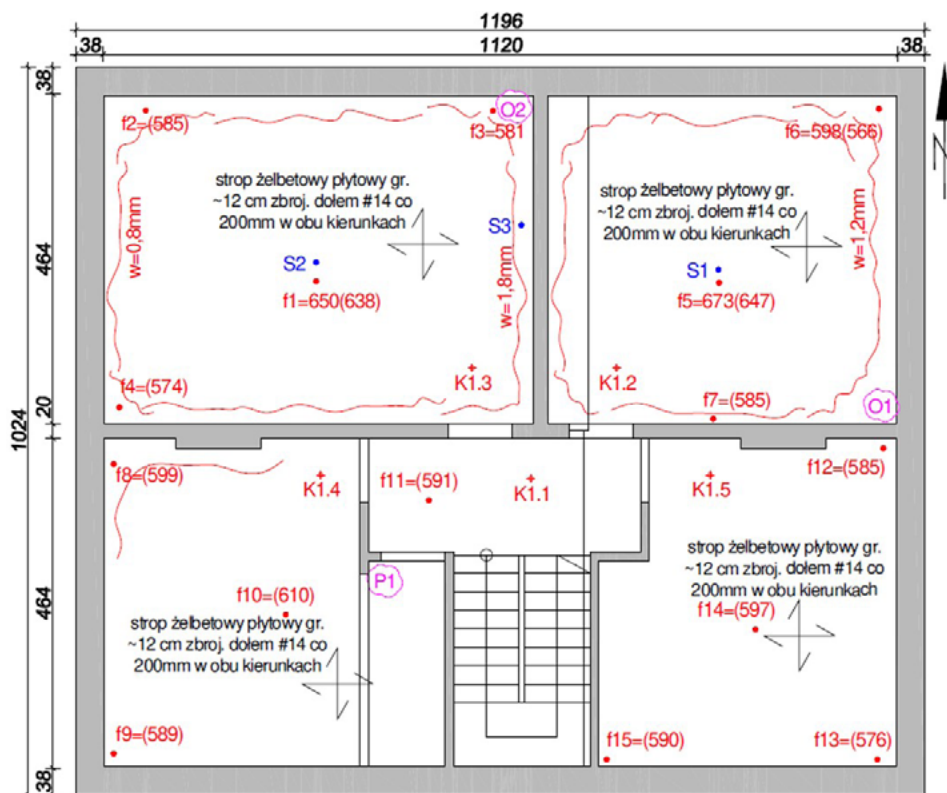 1196
38
1120
38
38
464
20
1024
464
38
N
f2=(585)
O2
f3=581
f6=598(566)
strop żelbetowy płytowy gr.
~12 cm zbroj. dołem #14 co
200mm w obu kierunkach
strop żelbetowy płytowy gr.
~12 cm zbroj. dołem #14 co
200mm w obu kierunkach
w=0,8mm
S3
w=1,2mm
S2
S1
f1=650(638)
w=1,8mm
f5=673(647)
f4=(574)
K1.3
K1.2
f7=(585)
O1
f8=(599)
K1.4
f11=(591)
K1.1
K1.5
f12=(585)
strop żelbetowy płytowy gr.
~12 cm zbroj. dołem #14 co
200mm w obu kierunkach
P1
f10=(610)
f14=(597)
strop żelbetowy płytowy gr.
~12 cm zbroj. dołem #14 co
200mm w obu kierunkach
f9=(589)
f15=(590)
f13=(576)